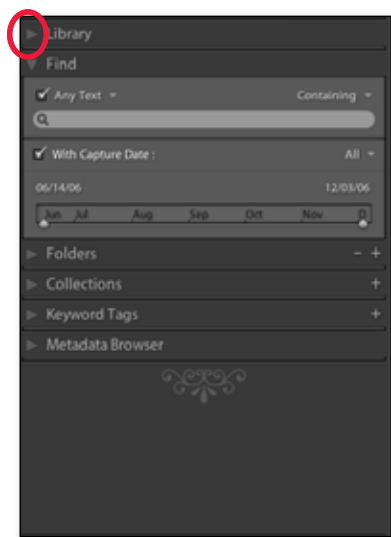 Library
Find
Any Text Containing
With Capture Date : All
06/14/06 12/03/06
Jun Jul Aug Sep Oct Nov D
Folders - +
Collections +
Keyword Tags +
Metadata Browser